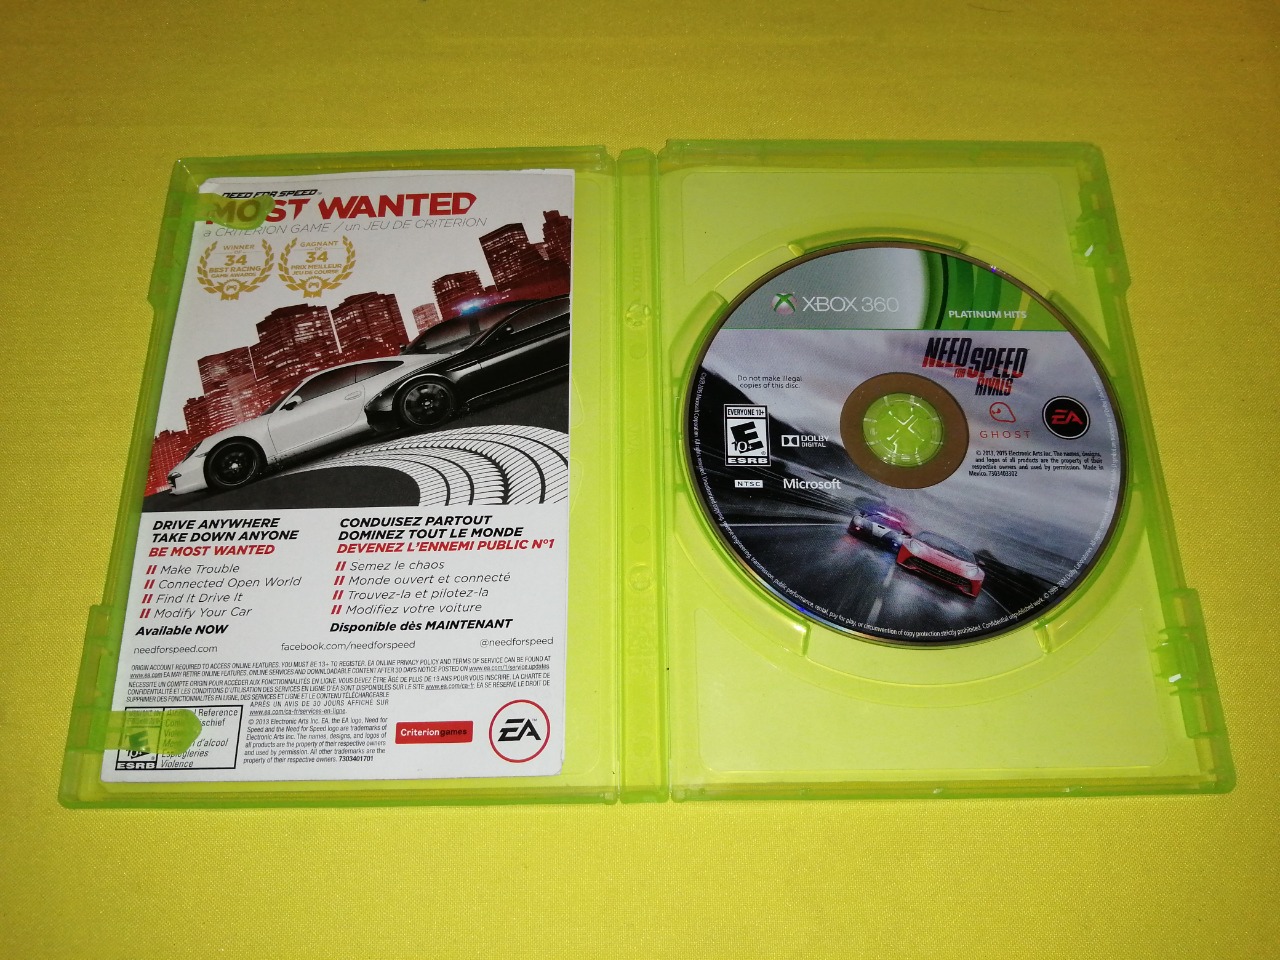 NEED FOR SPEED™
MOST WANTED
a CRITERION GAME / un JEU DE CRITERION
WINNER
OF
34
BEST RACING
GAME AWARDS
GAGNANT
DE
34
PRIX MEILLEUR
JEU DE COURSE
DRIVE ANYWHERE
TAKE DOWN ANYONE
BE MOST WANTED
// Make Trouble
// Connected Open World
// Find It Drive It
// Modify Your Car
Available NOW
needforspeed.com
CONDUISEZ PARTOUT
DOMINEZ TOUT LE MONDE
DEVENEZ L'ENNEMI PUBLIC N°1
// Semez le chaos
// Monde ouvert et connecté
// Trouvez-la et pilotez-la
// Modifiez votre voiture
Disponible dès MAINTENANT
facebook.com/needforspeed
@needforspeed
ORIGIN ACCOUNT REQUIRED TO ACCESS ONLINE FEATURES. YOU MUST BE 13+ TO REGISTER. EA ONLINE PRIVACY POLICY AND TERMS OF SERVICE CAN BE FOUND AT
www.ea.com EA MAY RETIRE ONLINE FEATURES, ONLINE SERVICES AND DOWNLOADABLE CONTENT AFTER 30 DAYS NOTICE POSTED ON www.ea.com/1/service-updates
NÉCESSITE UN COMPTE ORIGIN POUR ACCÉDER AUX FONCTIONNALITÉS EN LIGNE. VOUS DEVEZ ÊTRE ÂGÉ DE PLUS DE 13 ANS POUR VOUS INSCRIRE. LA CHARTE DE
CONFIDENTIALITÉ ET LES CONDITIONS D'UTILISATION DES SERVICES EN LIGNE D'EA SONT DISPONIBLES SUR LE SITE www.ea.com/ca-fr. EA SE RÉSERVE LE DROIT DE
SUPPRIMER DES FONCTIONNALITÉS EN LIGNE, DES SERVICES ET LIGNE ET LE CONTENU TÉLÉCHARGEABLE
APRÈS UN AVIS DE 30 JOURS AFFICHÉ SUR
www.ea.com/ca-fr/services-en-ligne.
Reference
d'alcool
Espiègleries
Violence
10+
ESRB
© 2013 Electronic Arts Inc. EA, the EA logo, Need for
Speed and the Need for Speed logo are trademarks of
Electronic Arts Inc. The names, designs, and logos of
all products are the property of their respective owners
and used by permission. All other trademarks are the
property of their respective owners. 7303401701
Criteriongames
EA™
XBOX 360
PLATINUM HITS
Do not make illegal
copies of this disc.
NEED
FOR SPEED
RIVALS
GHOST
EA
EVERYONE 10+
E
10+
ESRB
DOLBY
DIGITAL
NTSC
Microsoft
© 2013, 2015 Electronic Arts Inc. The names, designs,
and logos of all products are the property of their
respective owners and used by permission. Made in
Mexico. 7303403302